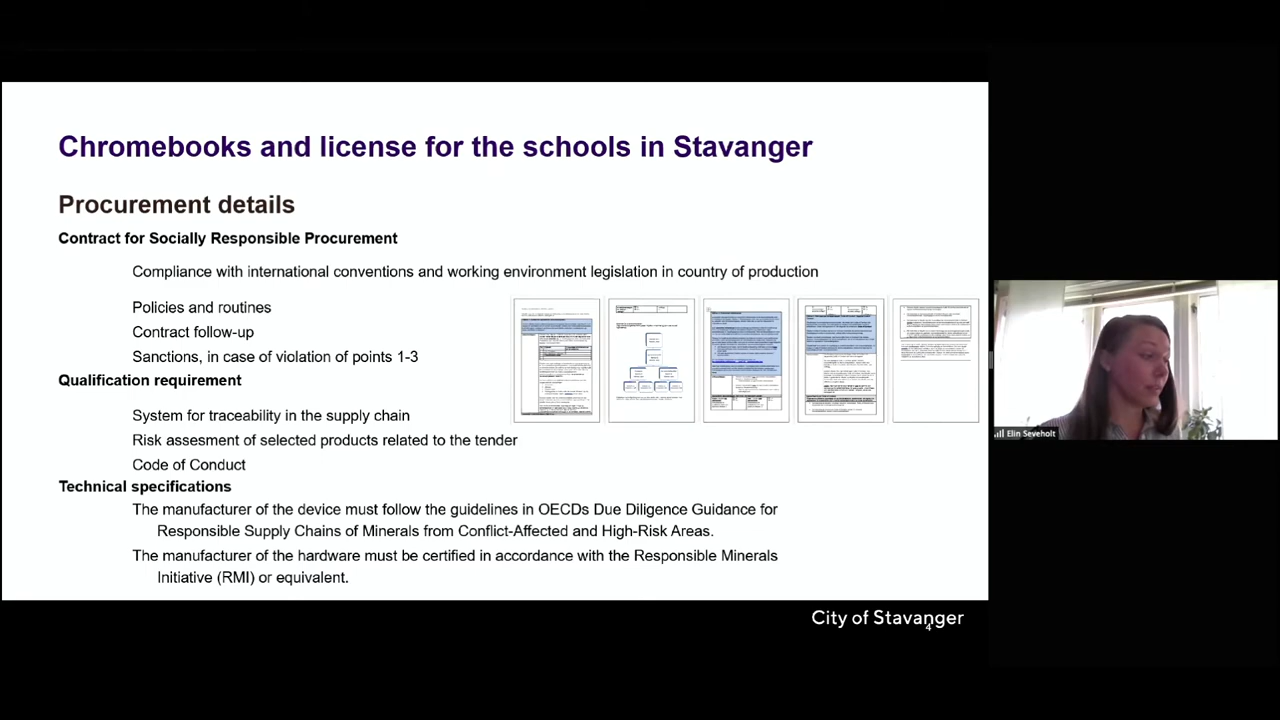 Chromebooks and license for the schools in Stavanger
Procurement details
Contract for Socially Responsible Procurement
Compliance with international conventions and working environment legislation in country of production
Policies and routines
Contract follow-up
Sanctions, in case of violation of points 1-3
Qualification requirement
System for traceability in the supply chain
Risk assesment of selected products related to the tender
Code of Conduct
Technical specifications
The manufacturer of the device must follow the guidelines in OECDs Due Diligence Guidance for
Responsible Supply Chains of Minerals from Conflict-Affected and High-Risk Areas.
The manufacturer of the hardware must be certified in accordance with the Responsible Minerals
Initiative (RMI) or equivalent.
City of Stavanger
4
Elin Seveholt